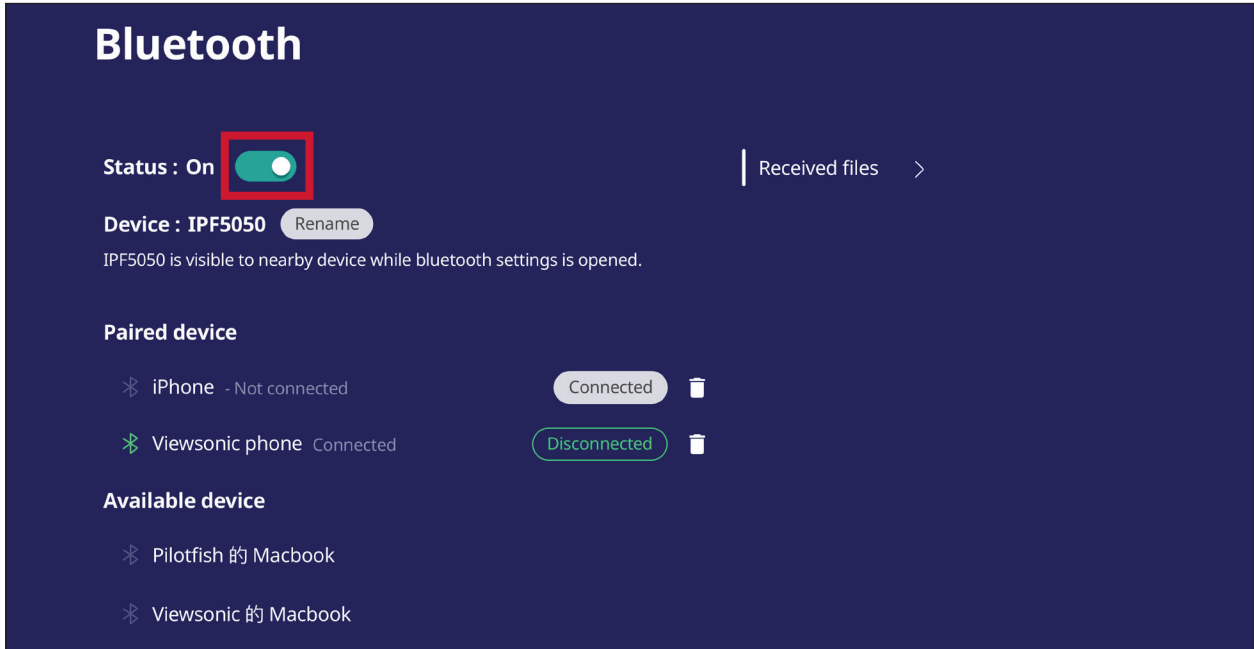 Bluetooth
Status : On
Received files
Device : IPF5050 Rename
IPF5050 is visible to nearby device while bluetooth settings is opened.
Paired device
iPhone - Not connected Connected
Viewsonic phone Connected Disconnected
Available device
Pilotfish 的 Macbook
Viewsonic 的 Macbook